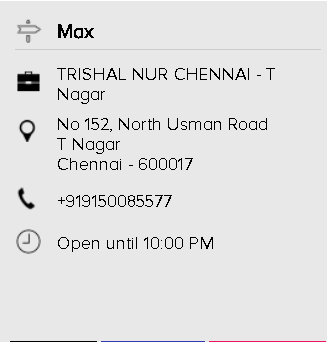 Max
TRISHAL NUR CHENNAI - T
Nagar
No 152, North Usman Road
T Nagar
Chennai - 600017
+919150085577
Open until 10:00 PM